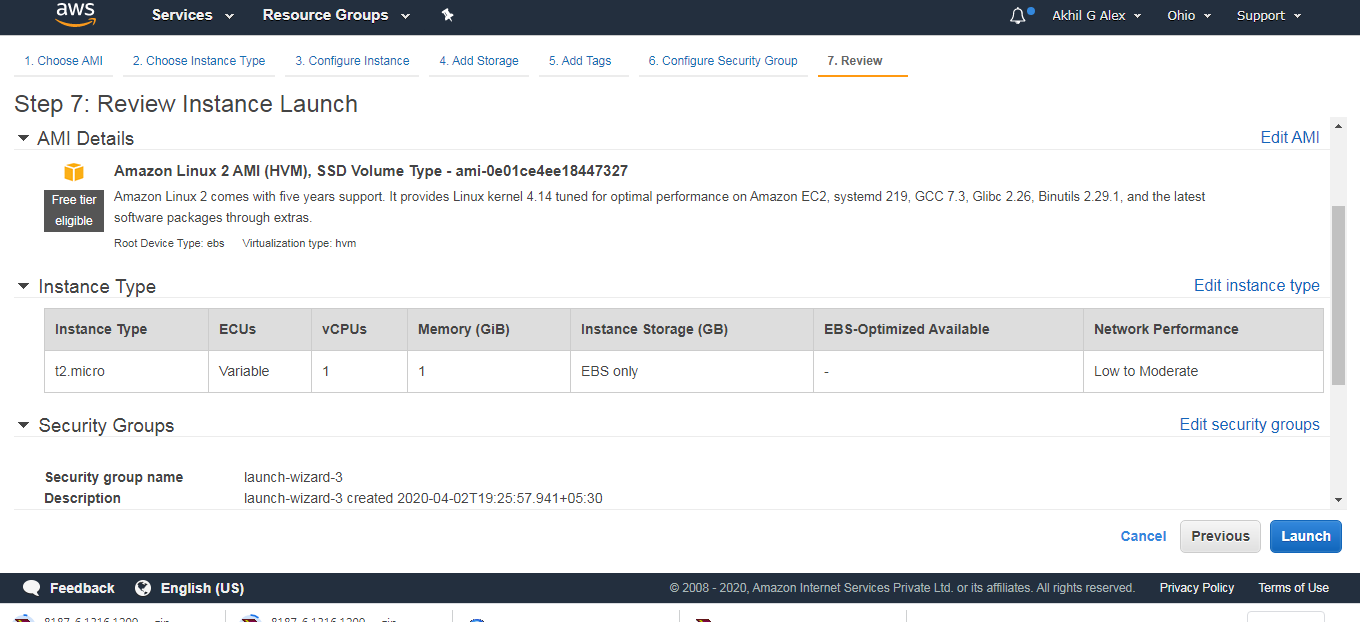 aws Services Resource Groups Akhil G Alex Ohio Support
1. Choose AMI 2. Choose Instance Type 3. Configure Instance 4. Add Storage 5. Add Tags 6. Configure Security Group 7. Review
Step 7: Review Instance Launch
AMI Details Edit AMI
Amazon Linux 2 AMI (HVM), SSD Volume Type - ami-0e01ce4ee18447327
Free tier
eligible
Amazon Linux 2 comes with five years support. It provides Linux kernel 4.14 tuned for optimal performance on Amazon EC2, systemd 219, GCC 7.3, Glibc 2.26, Binutils 2.29.1, and the latest
software packages through extras.
Root Device Type: ebs Virtualization type: hvm
Instance Type Edit instance type
Instance Type ECUs vCPUs Memory (GiB) Instance Storage (GB) EBS-Optimized Available Network Performance
t2.micro Variable 1 1 EBS only - Low to Moderate
Security Groups Edit security groups
Security group name launch-wizard-3
Description launch-wizard-3 created 2020-04-02T19:25:57.941+05:30
Cancel Previous Launch
Feedback English (US) © 2008 - 2020, Amazon Internet Services Private Ltd. or its affiliates. All rights reserved. Privacy Policy Terms of Use